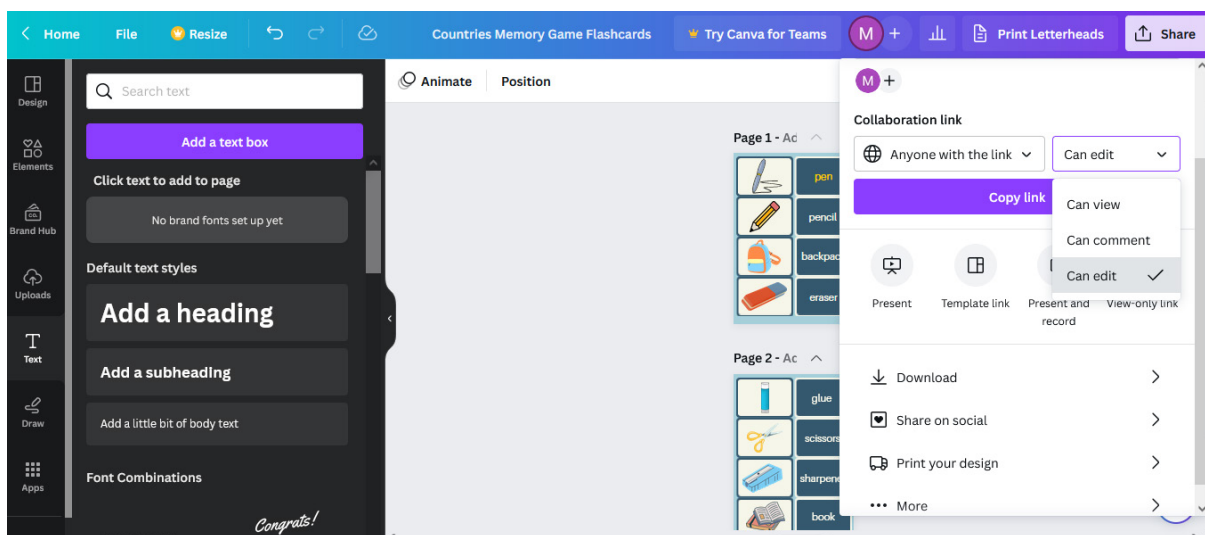 Home File Resize Countries Memory Game Flashcards Try Canva for Teams M + Print Letterheads Share
Design
Elements
CO.
Brand Hub
Uploads
T
Text
Draw
Apps
Search text
Add a text box
Click text to add to page
No brand fonts set up yet
Default text styles
Add a heading
Add a subheading
Add a little bit of body text
Font Combinations
Congrats!
Animate Position
Page 1 - Ad
pen
pencil
backpac
eraser
Page 2 - Ad
glue
scissors
sharpene
book
M +
Collaboration link
Anyone with the link Can edit
Copy link
Can view
Can comment
Can edit
Present Template link Present and record View-only link
Download
Share on social
Print your design
More